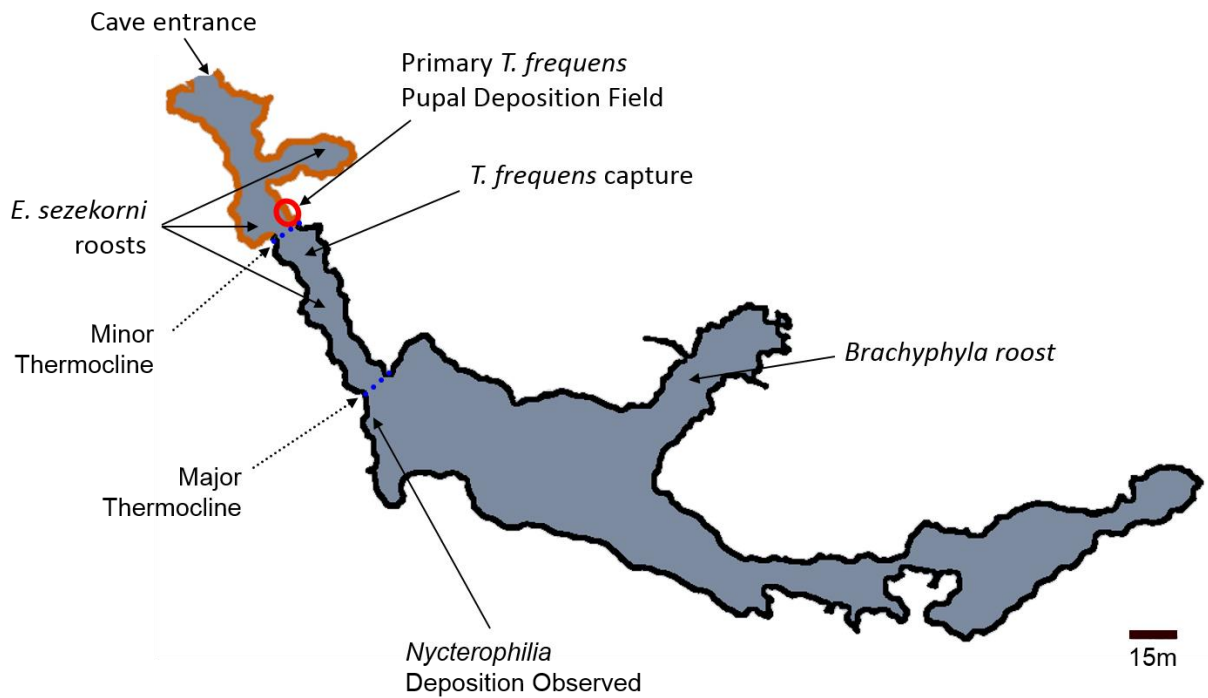 Cave entrance
Primary T. frequens
Pupal Deposition Field
T. frequens capture
E. sezekorni
roosts
Minor
Thermocline
Brachyphyla roost
Major
Thermocline
Nycterophilia
Deposition Observed
15m